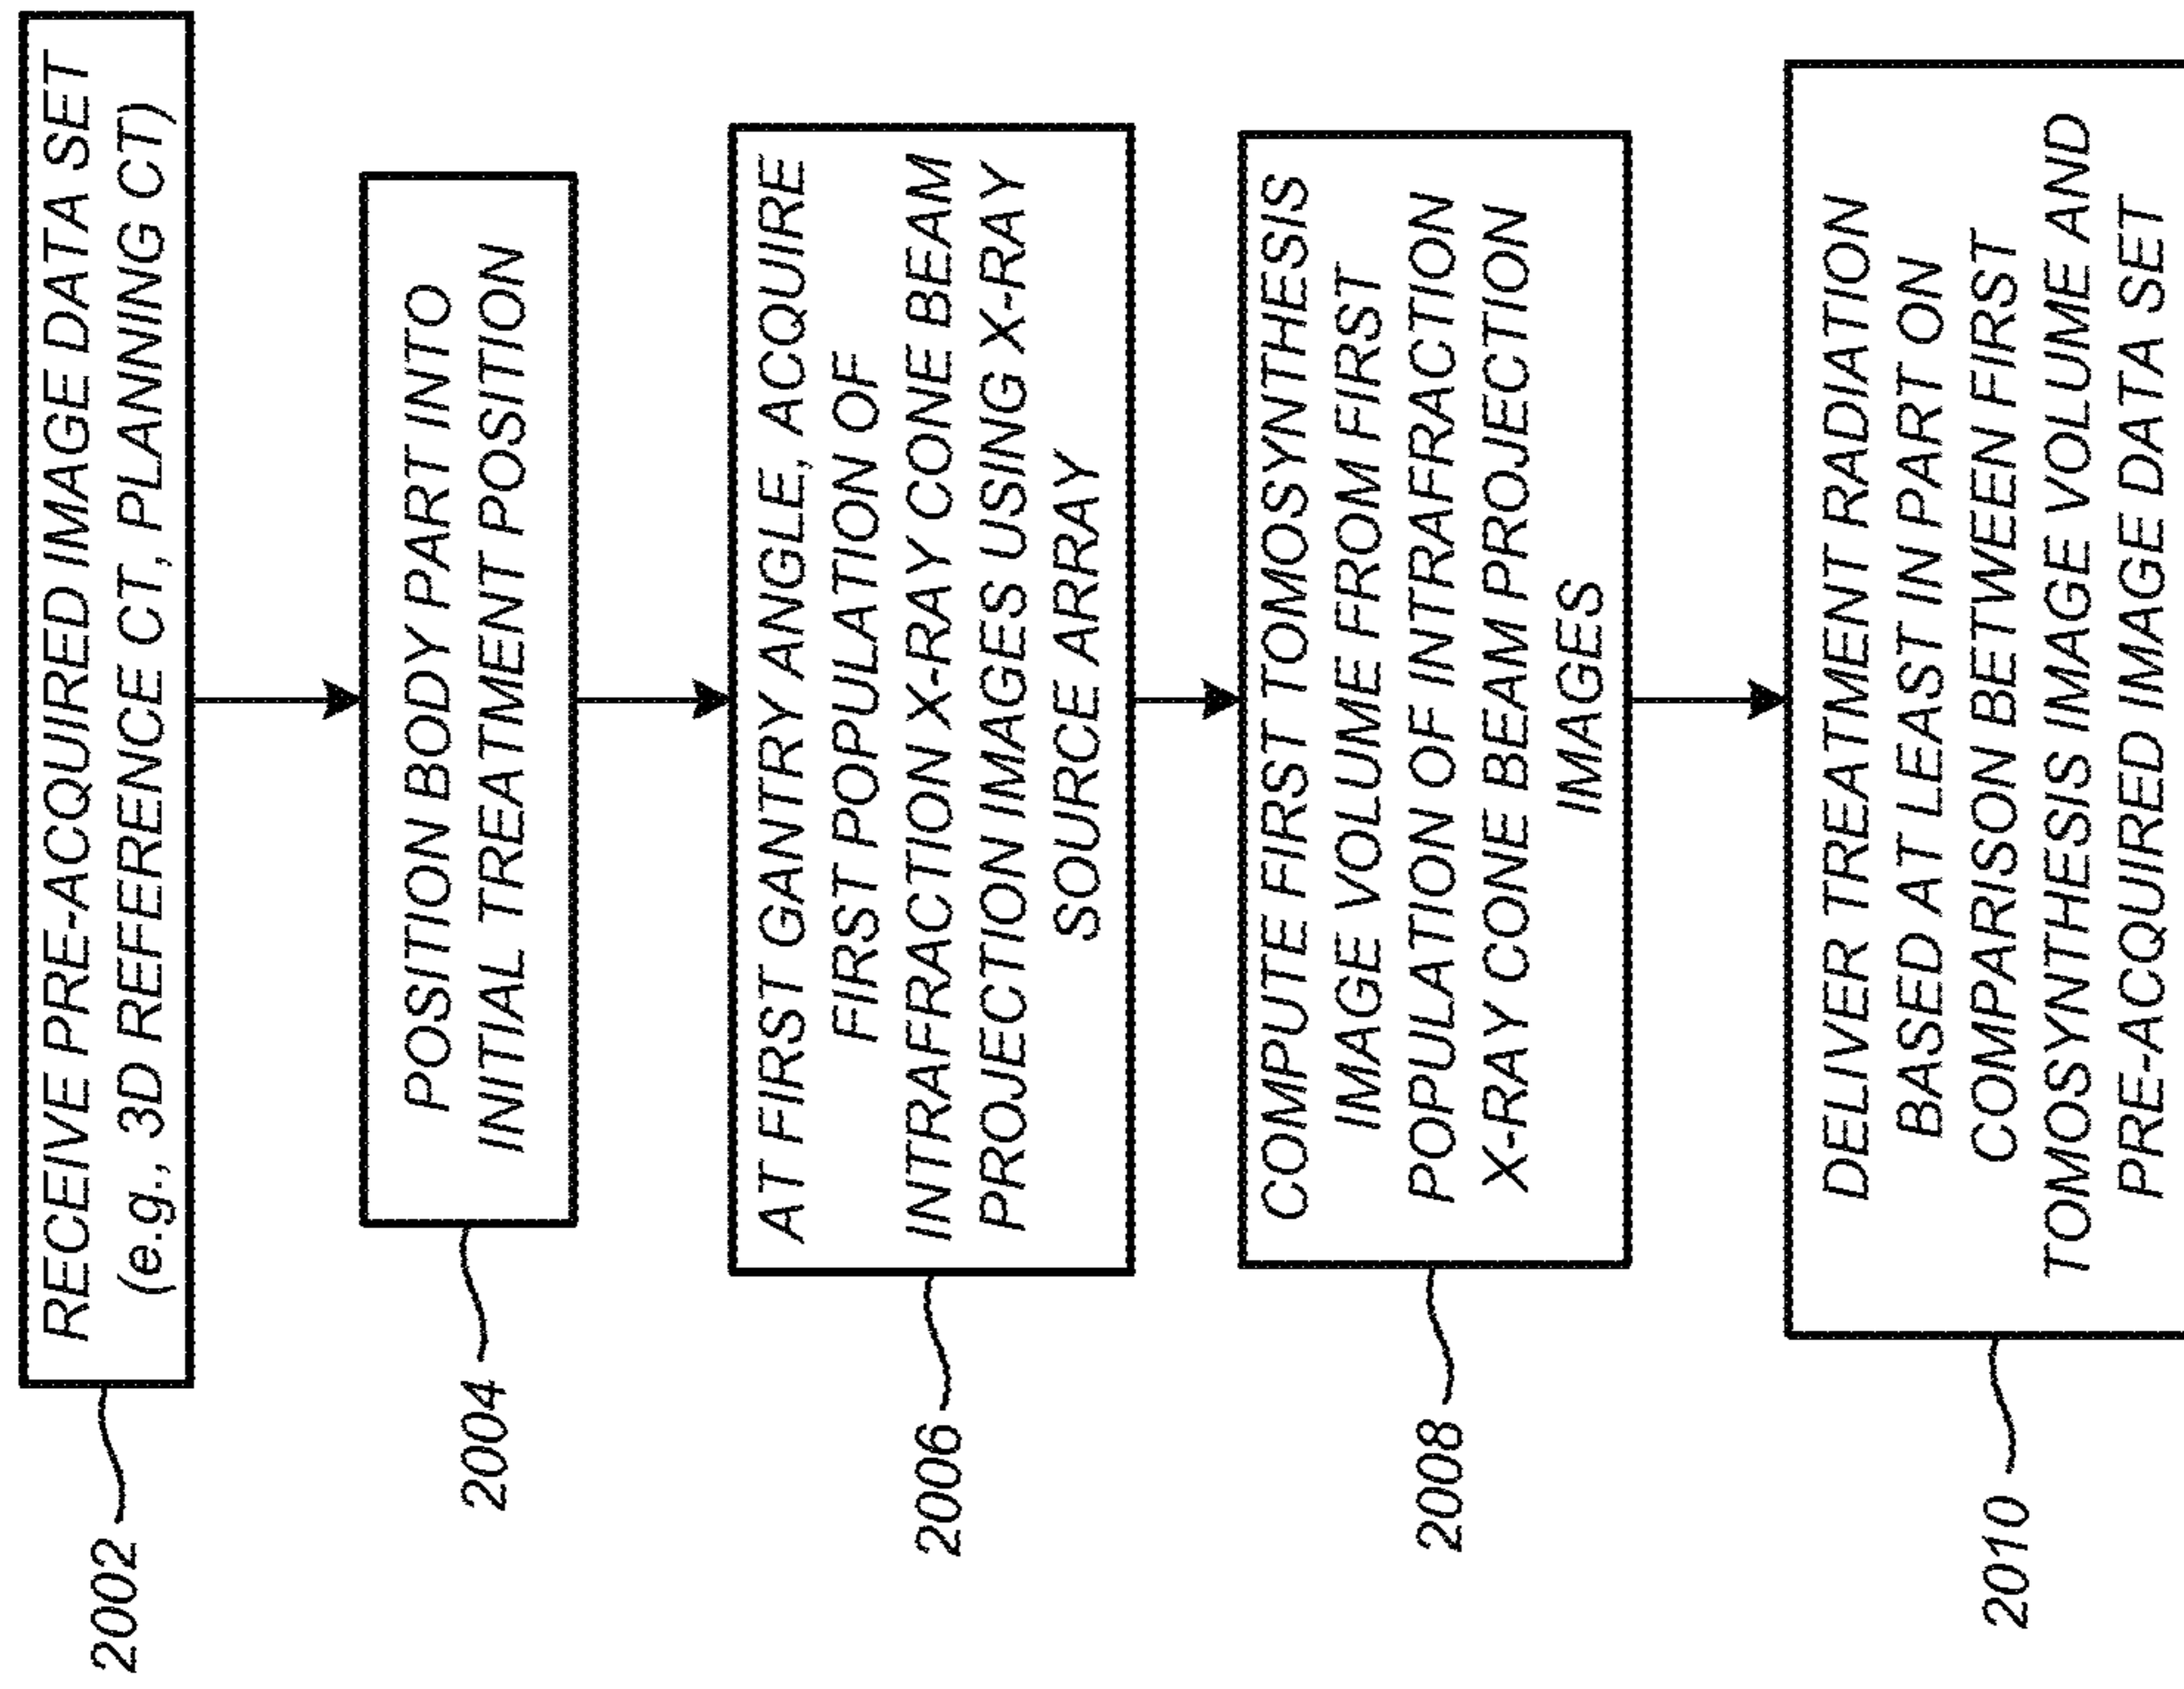 RECEIVE PRE-ACQUIRED IMAGE DATA SET
(e.g., 3D REFERENCE CT, PLANNING CT)
2002
POSITION BODY PART INTO
INITIAL TREATMENT POSITION
2004
AT FIRST GANTRY ANGLE, ACQUIRE
FIRST POPULATION OF
INTRAFRACTION X-RAY CONE BEAM
PROJECTION IMAGES USING X-RAY
SOURCE ARRAY
2006
COMPUTE FIRST TOMOSYNTHESIS
IMAGE VOLUME FROM FIRST
POPULATION OF INTRAFRACTION
X-RAY CONE BEAM PROJECTION
IMAGES
2008
DELIVER TREATMENT RADIATION
BASED AT LEAST IN PART ON
COMPARISON BETWEEN FIRST
TOMOSYNTHESIS IMAGE VOLUME AND
PRE-ACQUIRED IMAGE DATA SET
2010